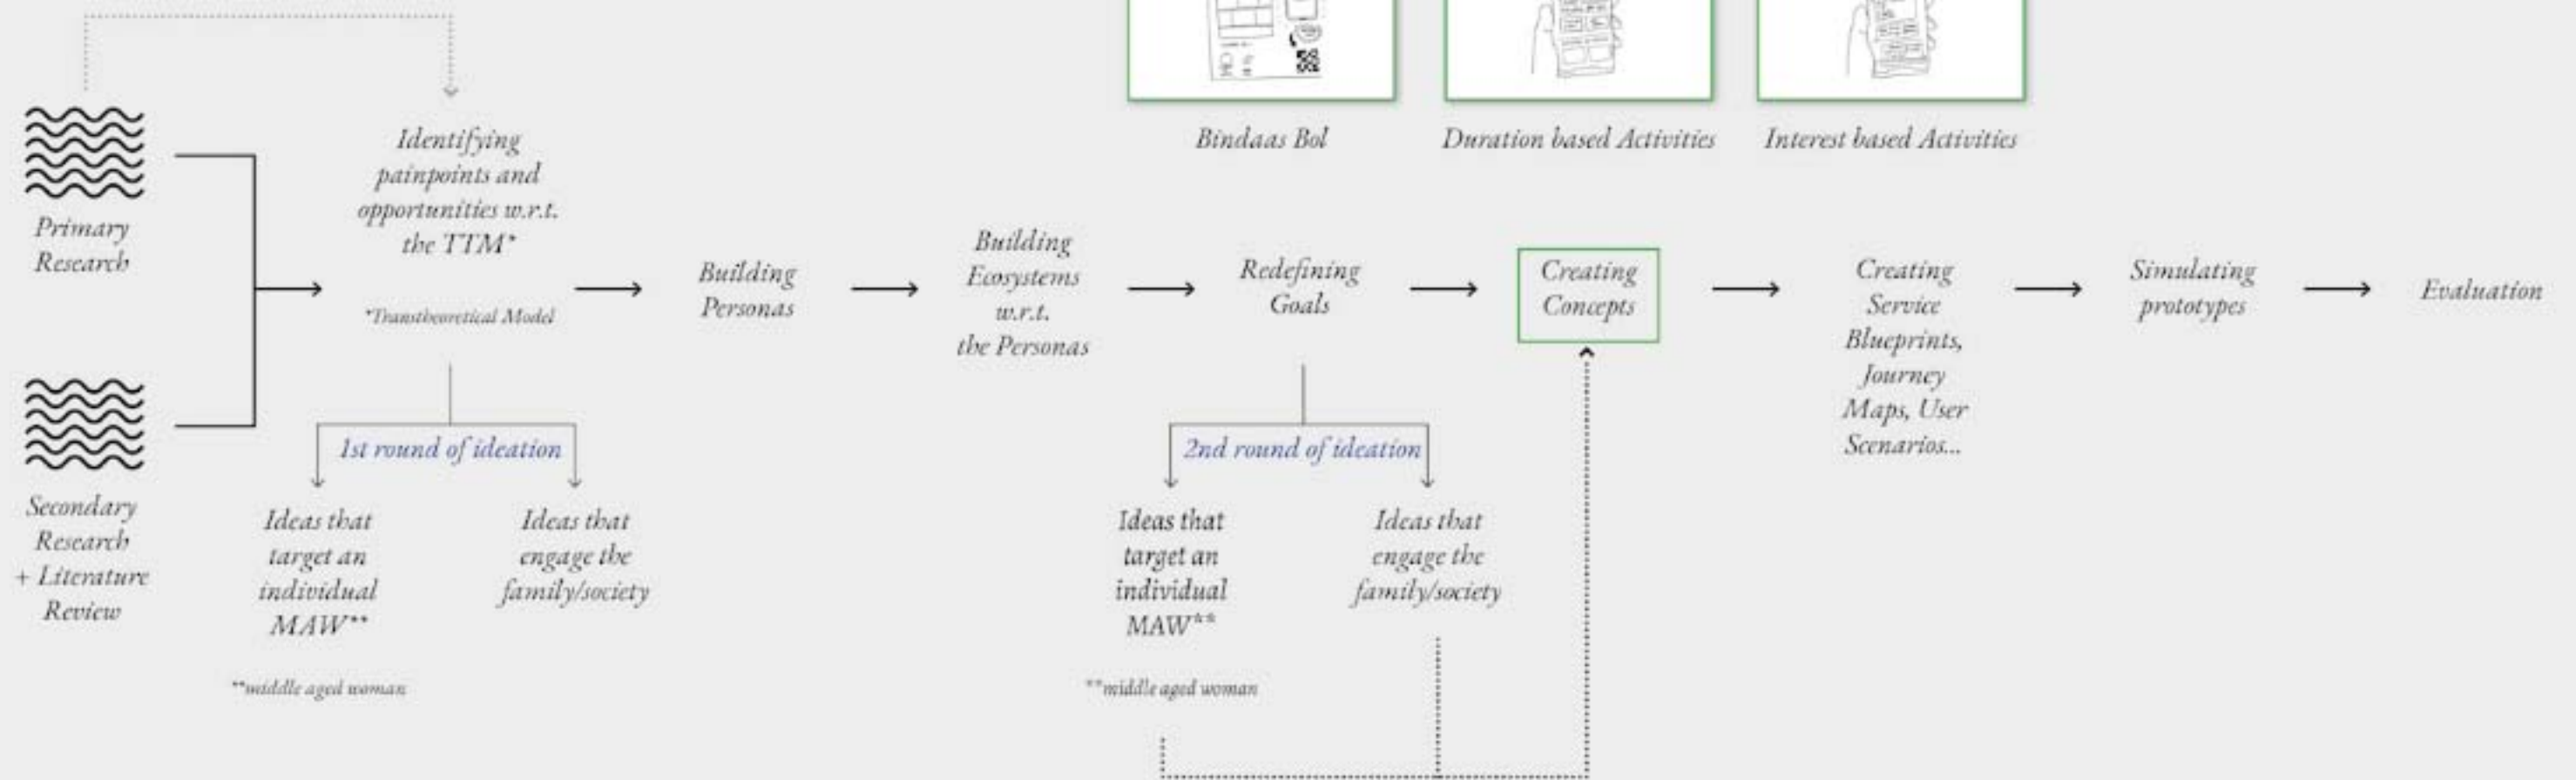 Bindaas Bol
Duration based Activities
Interest based Activities
Primary
Research
Secondary
Research
+ Literature
Review
Identifying
painpoints and
opportunities w.r.t.
the TTM*
*Transtheoretical Model
1st round of ideation
Ideas that
target an
individual
MAW**
**middle aged woman
Ideas that
engage the
family/society
Building
Personas
Building
Ecosystems
w.r.t.
the Personas
Redefining
Goals
2nd round of ideation
Ideas that
target an
individual
MAW**
**middle aged woman
Ideas that
engage the
family/society
Creating
Concepts
Creating
Service
Blueprints,
Journey
Maps, User
Scenarios...
Simulating
prototypes
Evaluation